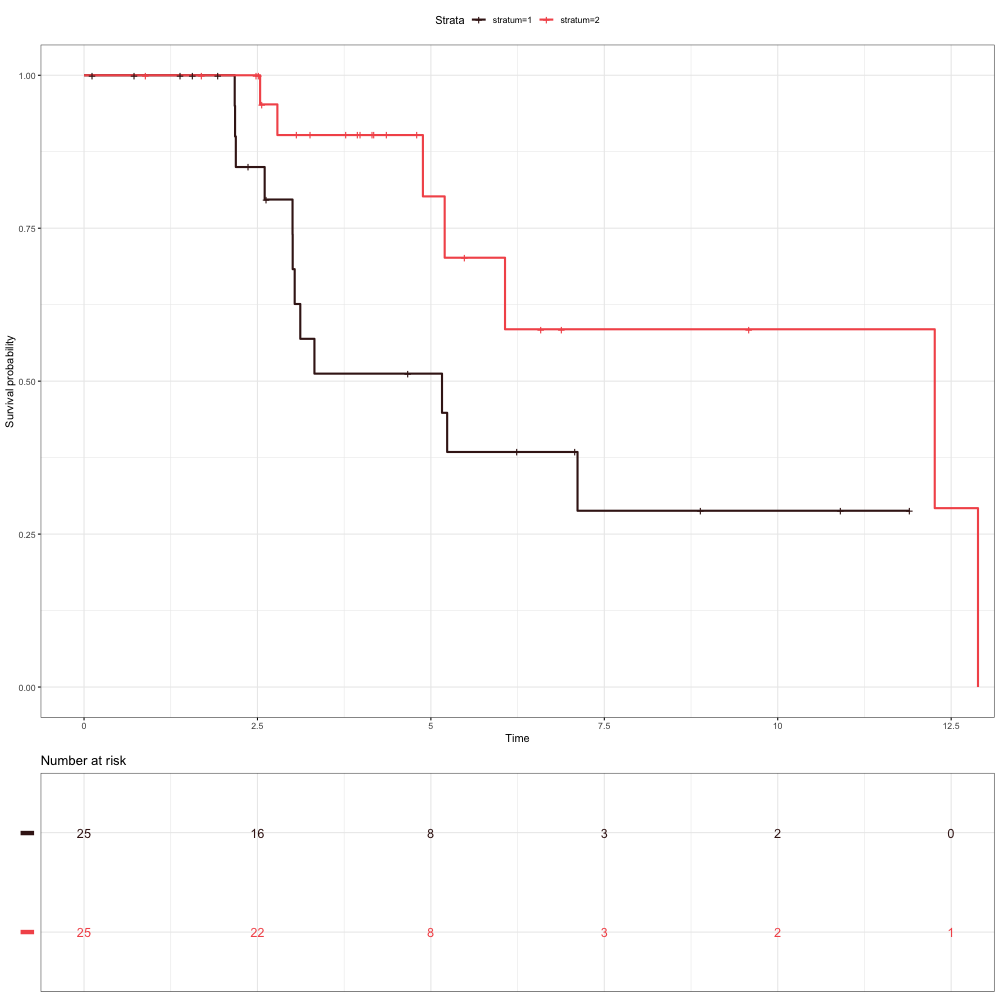 Strata stratum=1 stratum=2
1.00
0.75
0.50
0.25
0.00
Survival probability
0 2.5 5 7.5 10 12.5
Time
Number at risk
25 16 8 3 2 0
25 22 8 3 2 1